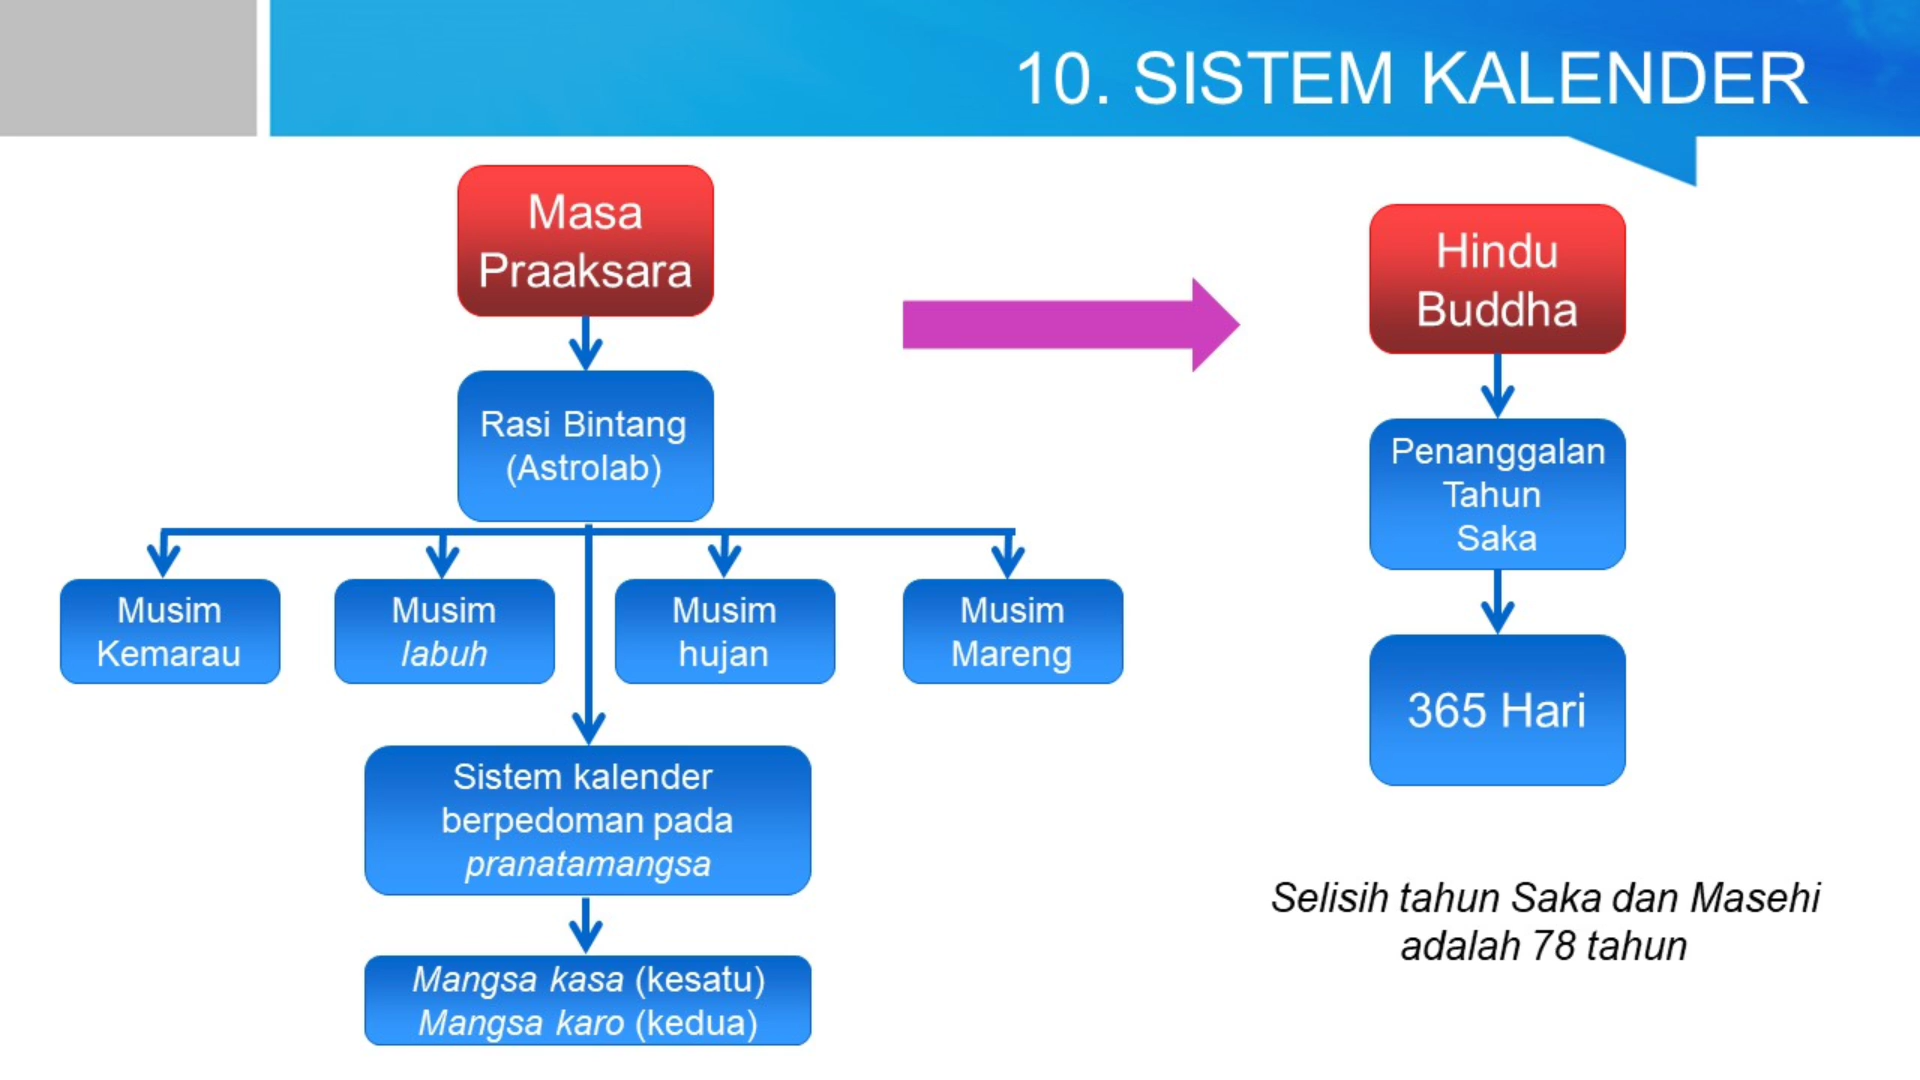 10. SISTEM KALENDER
Masa
Praaksara
Rasi Bintang
(Astrolab)
Musim
Kemarau
Musim
labuh
Musim
hujan
Musim
Mareng
Sistem kalender
berpedoman pada
pranatamangsa
Mangsa kasa (kesatu)
Mangsa karo (kedua)
Hindu
Buddha
Penanggalan
Tahun
Saka
365 Hari
Selisih tahun Saka dan Masehi
adalah 78 tahun